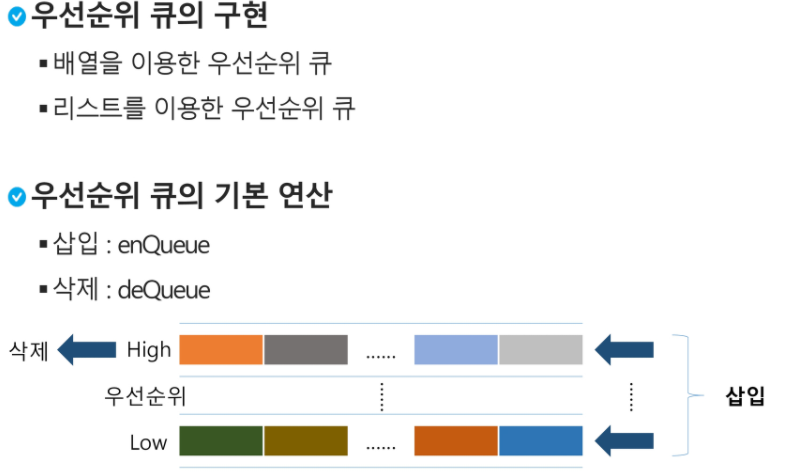 우선순위 큐의 구현
▪ 배열을 이용한 우선순위 큐
▪ 리스트를 이용한 우선순위 큐
우선순위 큐의 기본 연산
▪ 삽입 : enQueue
▪ 삭제 : deQueue
삭제 High ......
우선순위 삽입
Low ......